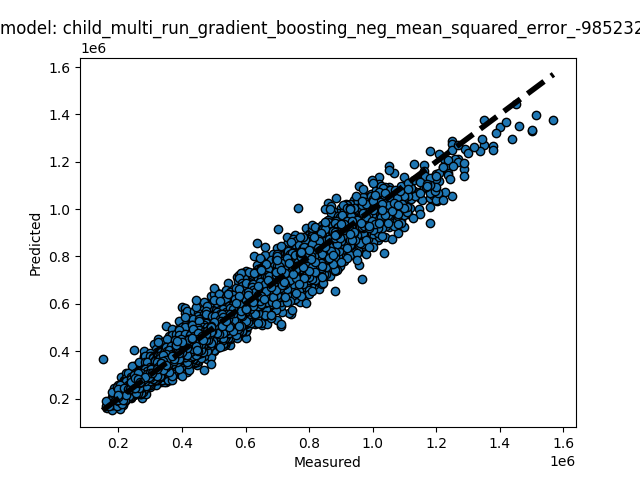 model: child_multi_run_gradient_boosting_neg_mean_squared_error_-985232
1e6
1.6
1.4
1.2
1.0
0.8
0.6
0.4
0.2
Predicted
0.2 0.4 0.6 0.8 1.0 1.2 1.4 1.6
Measured
1e6